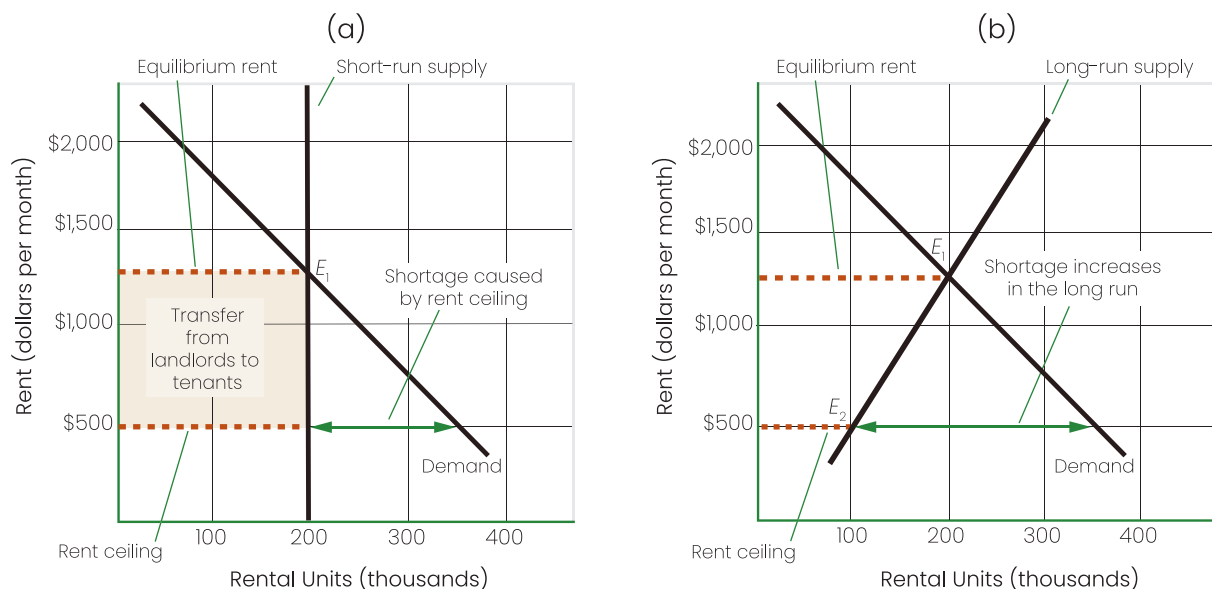 (a)
Equilibrium rent
Short-run supply
$2,000
$1,500
$1,000
$500
Rent (dollars per month)
E1
Shortage caused
by rent ceiling
Transfer
from
landlords to
tenants
Demand
Rent ceiling
100
200
300
400
Rental Units (thousands)
(b)
Equilibrium rent
Long-run supply
$2,000
$1,500
$1,000
$500
Rent (dollars per month)
E1
Shortage increases
in the long run
E2
Demand
Rent ceiling
100
200
300
400
Rental Units (thousands)